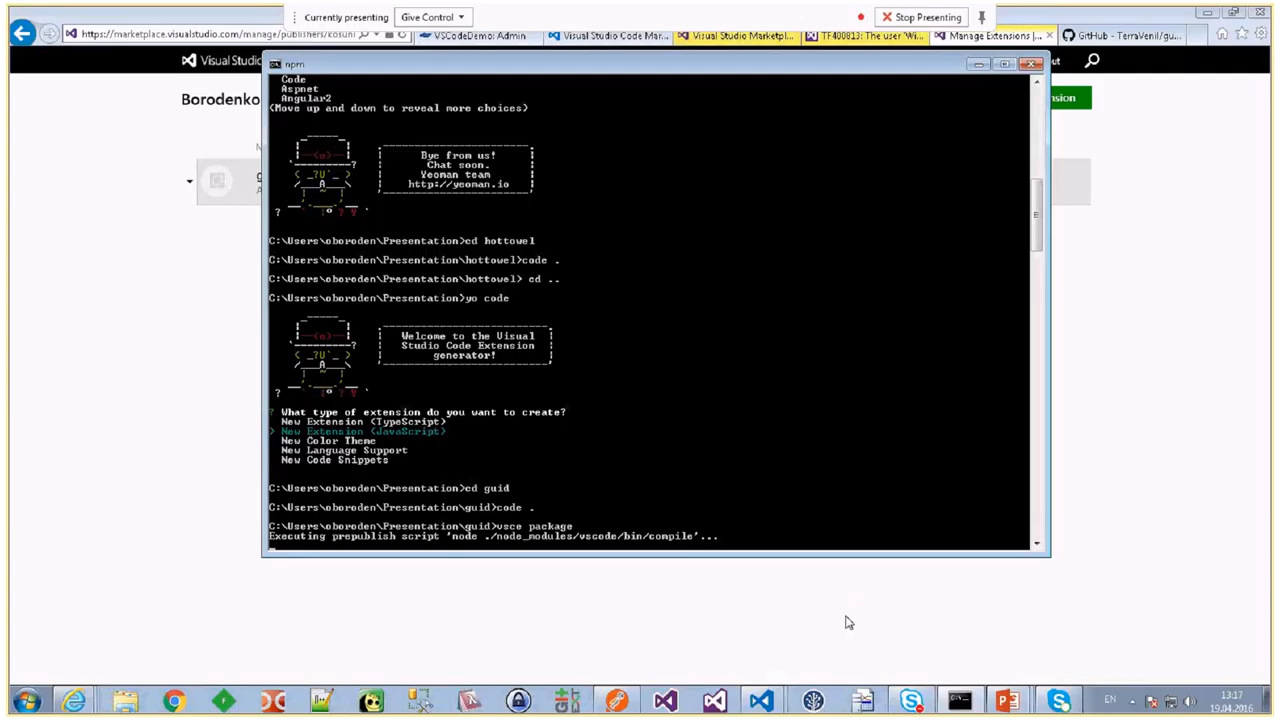 Currently presenting
Give Control
Stop Presenting
https://marketplace.visualstudio.com/manage/publishers/kosuni
VSCodeDemo: Admin
Visual Studio Code Mar...
Visual Studio Marketp...
TF400813: The user 'Wi...
Manage Extensions |
GitHub - TerraVenil/gu...
Visual Studio
out
Borodenko
npm
Code
Aspnet
Angular2
(Move up and down to reveal more choices)
Bye from us!
Chat soon.
Yeoman team
http://yeoman.io
C:\Users\oboroden\Presentation>cd hottowel
C:\Users\oboroden\Presentation\hottowel>code .
C:\Users\oboroden\Presentation\hottowel> cd ..
C:\Users\oboroden\Presentation>yo code
Welcome to the Visual
Studio Code Extension
generator!
? What type of extension do you want to create?
New Extension (TypeScript)
> New Extension (JavaScript)
New Color Theme
New Language Support
New Code Snippets
C:\Users\oboroden\Presentation>cd guid
C:\Users\oboroden\Presentation\guid>code .
C:\Users\oboroden\Presentation\guid>vsce package
Executing prepublish script 'node ./node_modules/vscode/bin/compile'...
EN
13:17
19.04.2016